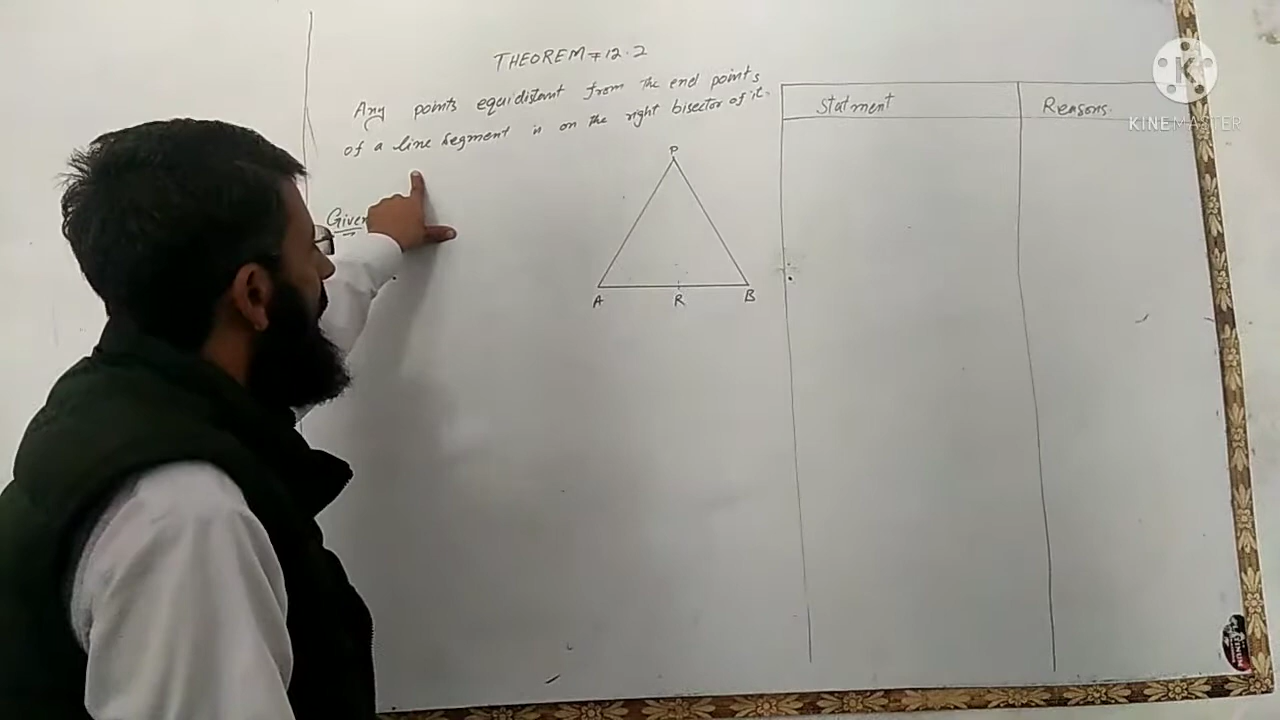 THEOREM # 12.2
Any points equidistant from the end points
of a line segment is on the right bisector of it.
Given
P
A R B
Statment Reasons.
K
KINEMASTER